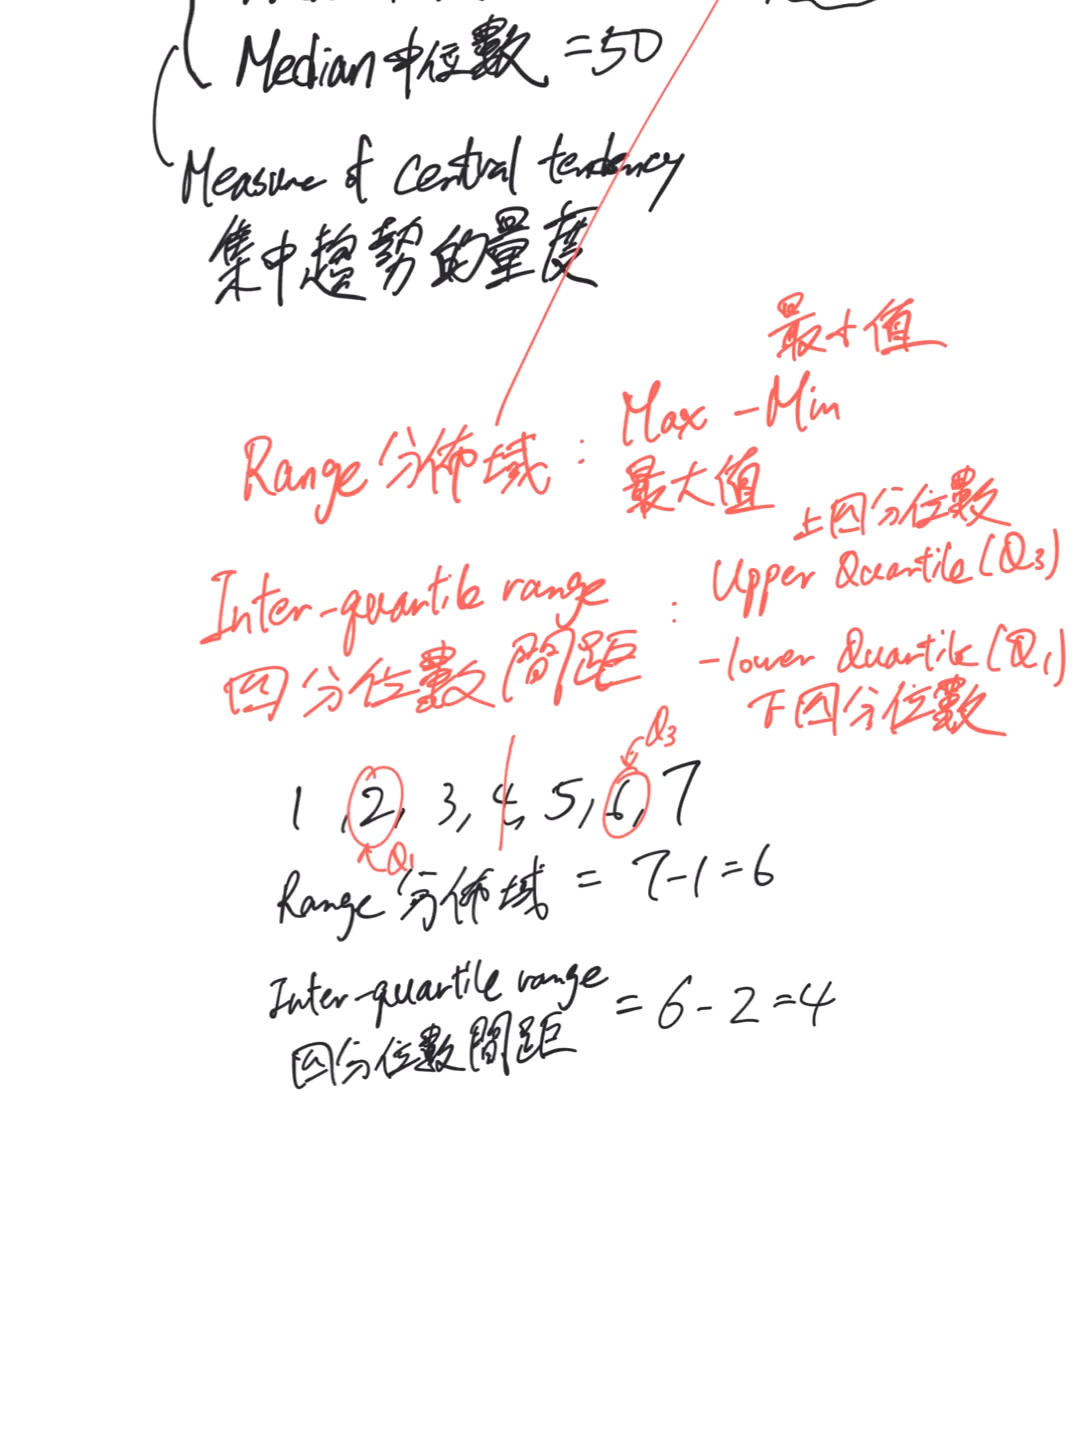 Median 中位數 = 50
Measure of central tendency
集中趨勢的量度
最小值
Range 分佈域 : Max - Min
最大值
上四分位數
Inter-quartile range : Upper Quartile (Q3)
四分位數間距 - lower Quartile (Q1)
下四分位數
Q3
1, 2, 3, 4, 5, 6, 7
Q1
Range 分佈域 = 7-1=6
Inter-quartile range = 6-2=4
四分位數間距